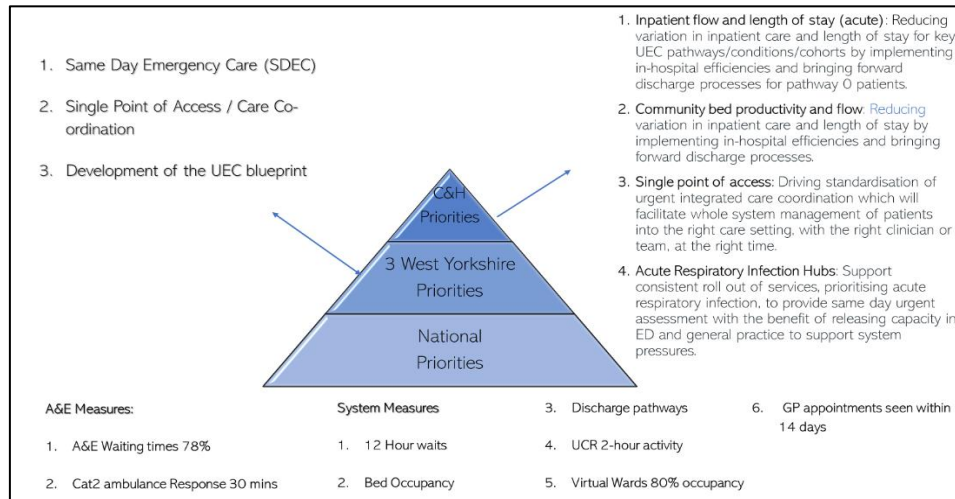 1. Same Day Emergency Care (SDEC)
2. Single Point of Access / Care Co-
ordination
3. Development of the UEC blueprint
1. Inpatient flow and length of stay (acute): Reducing
variation in inpatient care and length of stay for key
UEC pathways/conditions/cohorts by implementing
in-hospital efficiencies and bringing forward
discharge processes for pathway 0 patients.
2. Community bed productivity and flow: Reducing
variation in inpatient care and length of stay by
implementing in-hospital efficiencies and bringing
forward discharge processes.
3. Single point of access: Driving standardisation of
urgent integrated care coordination which will
facilitate whole system management of patients
into the right care setting, with the right clinician or
team, at the right time.
4. Acute Respiratory Infection Hubs: Support
consistent roll out of services, prioritising acute
respiratory infection, to provide same day urgent
assessment with the benefit of releasing capacity in
ED and general practice to support system
pressures.
C&H
Priorities
3 West Yorkshire
Priorities
National
Priorities
A&E Measures:
1. A&E Waiting times 78%
2. Cat2 ambulance Response 30 mins
System Measures
1. 12 Hour waits
2. Bed Occupancy
3. Discharge pathways
4. UCR 2-hour activity
5. Virtual Wards 80% occupancy
6. GP appointments seen within
14 days